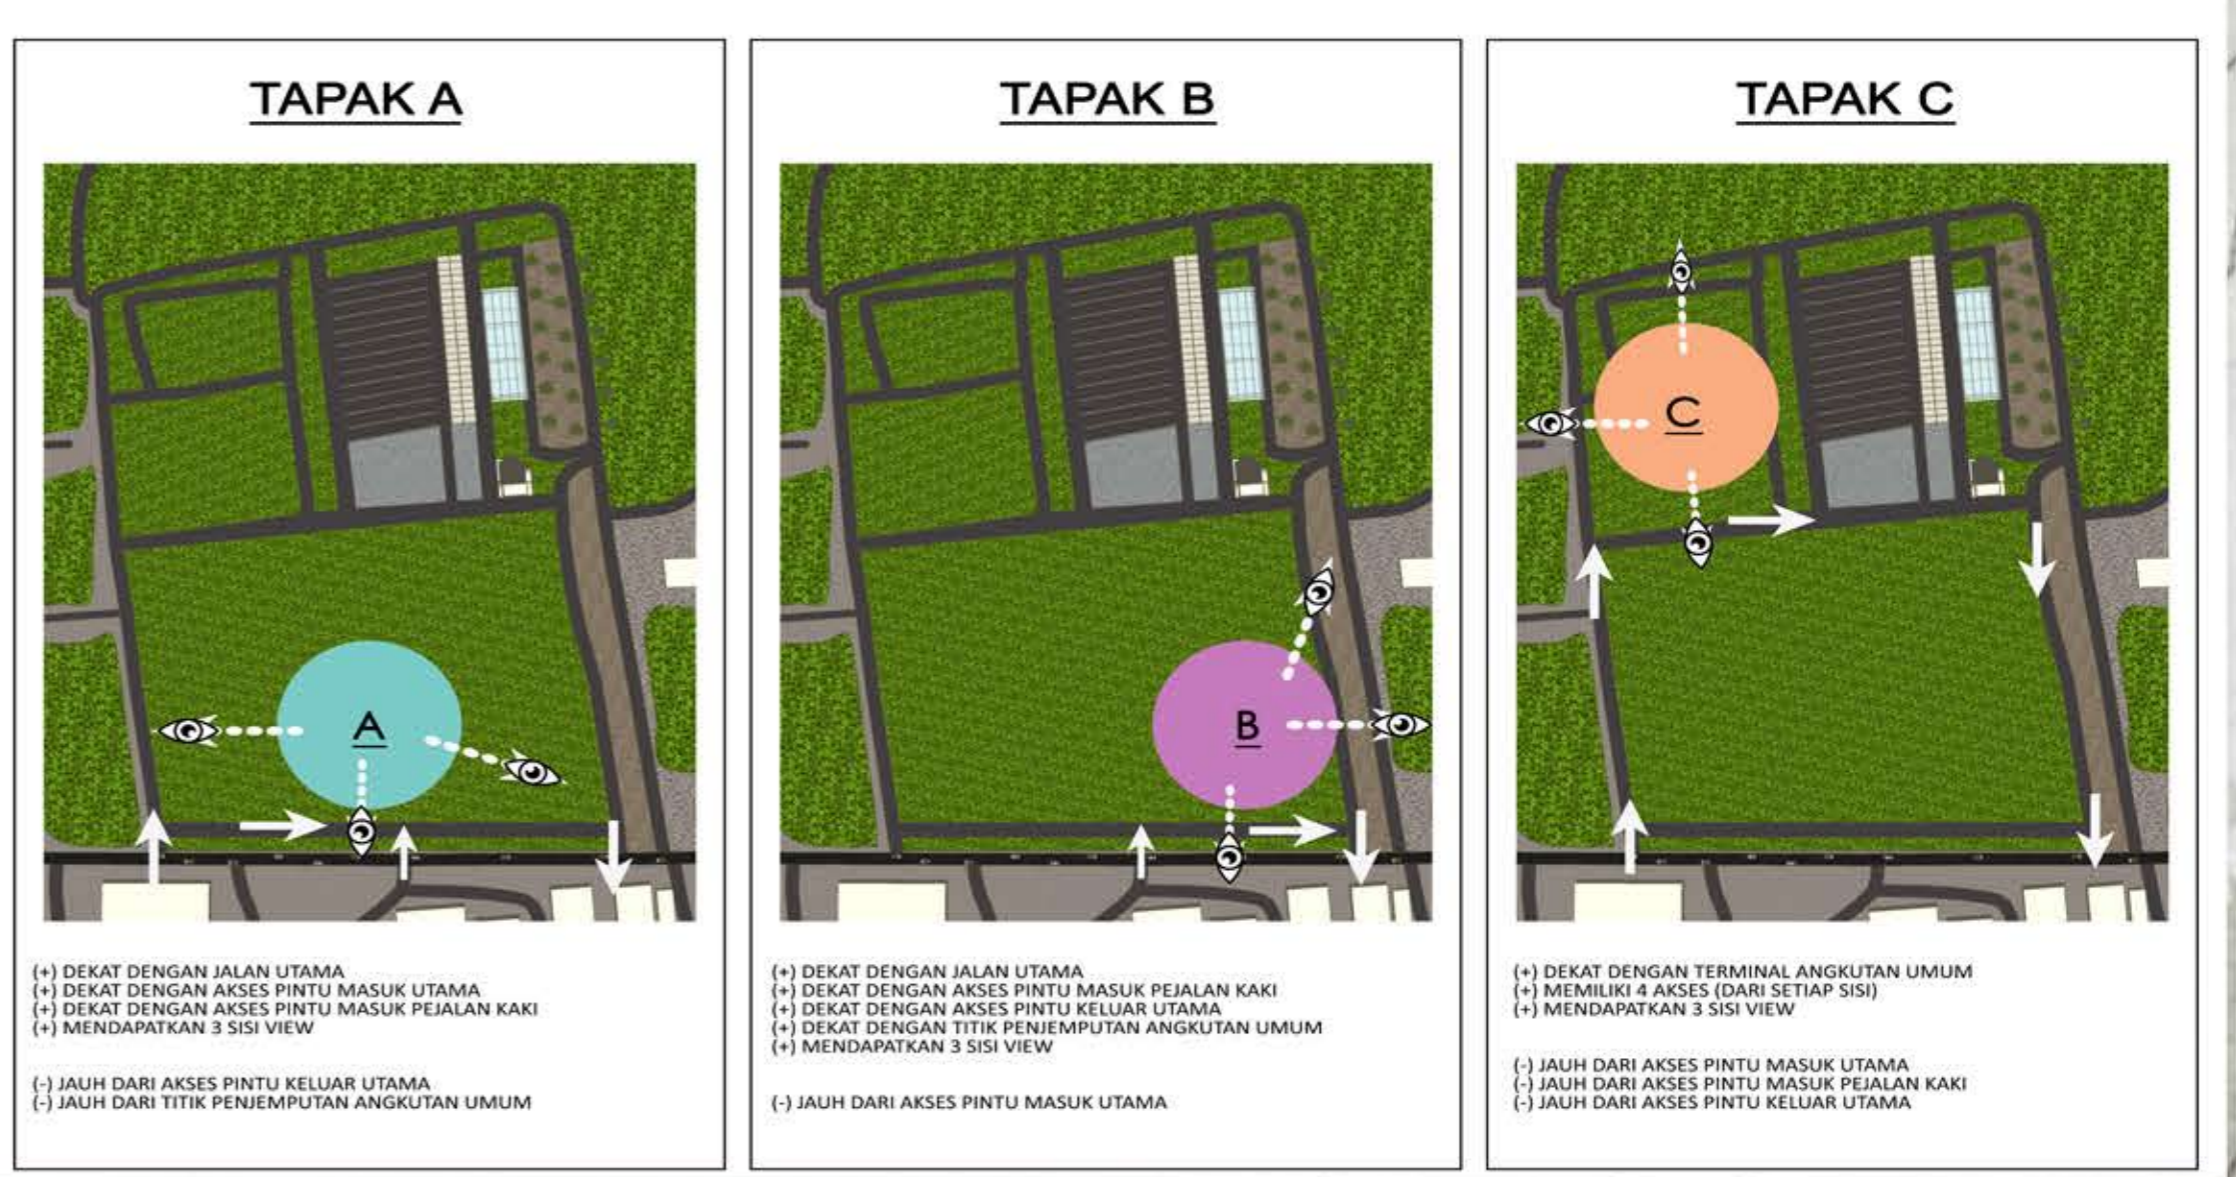 TAPAK A
A
(+) DEKAT DENGAN JALAN UTAMA
(+) DEKAT DENGAN AKSES PINTU MASUK UTAMA
(+) DEKAT DENGAN AKSES PINTU MASUK PEJALAN KAKI
(+) MENDAPATKAN 3 SISI VIEW
(-) JAUH DARI AKSES PINTU KELUAR UTAMA
(-) JAUH DARI TITIK PENJEMPUTAN ANGKUTAN UMUM
TAPAK B
B
(+) DEKAT DENGAN JALAN UTAMA
(+) DEKAT DENGAN AKSES PINTU MASUK PEJALAN KAKI
(+) DEKAT DENGAN AKSES PINTU KELUAR UTAMA
(+) DEKAT DENGAN TITIK PENJEMPUTAN ANGKUTAN UMUM
(+) MENDAPATKAN 3 SISI VIEW
(-) JAUH DARI AKSES PINTU MASUK UTAMA
TAPAK C
C
(+) DEKAT DENGAN TERMINAL ANGKUTAN UMUM
(+) MEMILIKI 4 AKSES (DARI SETIAP SISI)
(+) MENDAPATKAN 3 SISI VIEW
(-) JAUH DARI AKSES PINTU MASUK UTAMA
(-) JAUH DARI AKSES PINTU MASUK PEJALAN KAKI
(-) JAUH DARI AKSES PINTU KELUAR UTAMA